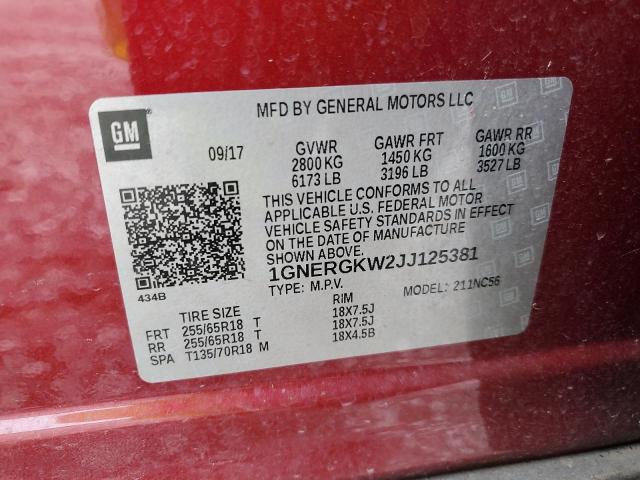 MFD BY GENERAL MOTORS LLC
GM
09/17
GVWR GAWR FRT GAWR RR
2800 KG 1450 KG 1600 KG
6173 LB 3196 LB 3527 LB
THIS VEHICLE CONFORMS TO ALL
APPLICABLE U.S. FEDERAL MOTOR
VEHICLE SAFETY STANDARDS IN EFFECT
ON THE DATE OF MANUFACTURE
1GNERGKW2JJ125381
434B
TYPE: M.P.V. MODEL: 211NC56
TIRE SIZE RIM
FRT 255/65R18 T 18X7.5J
RR 255/65R18 T 18X7.5J
SPA T135/70R18 M 18X4.5B